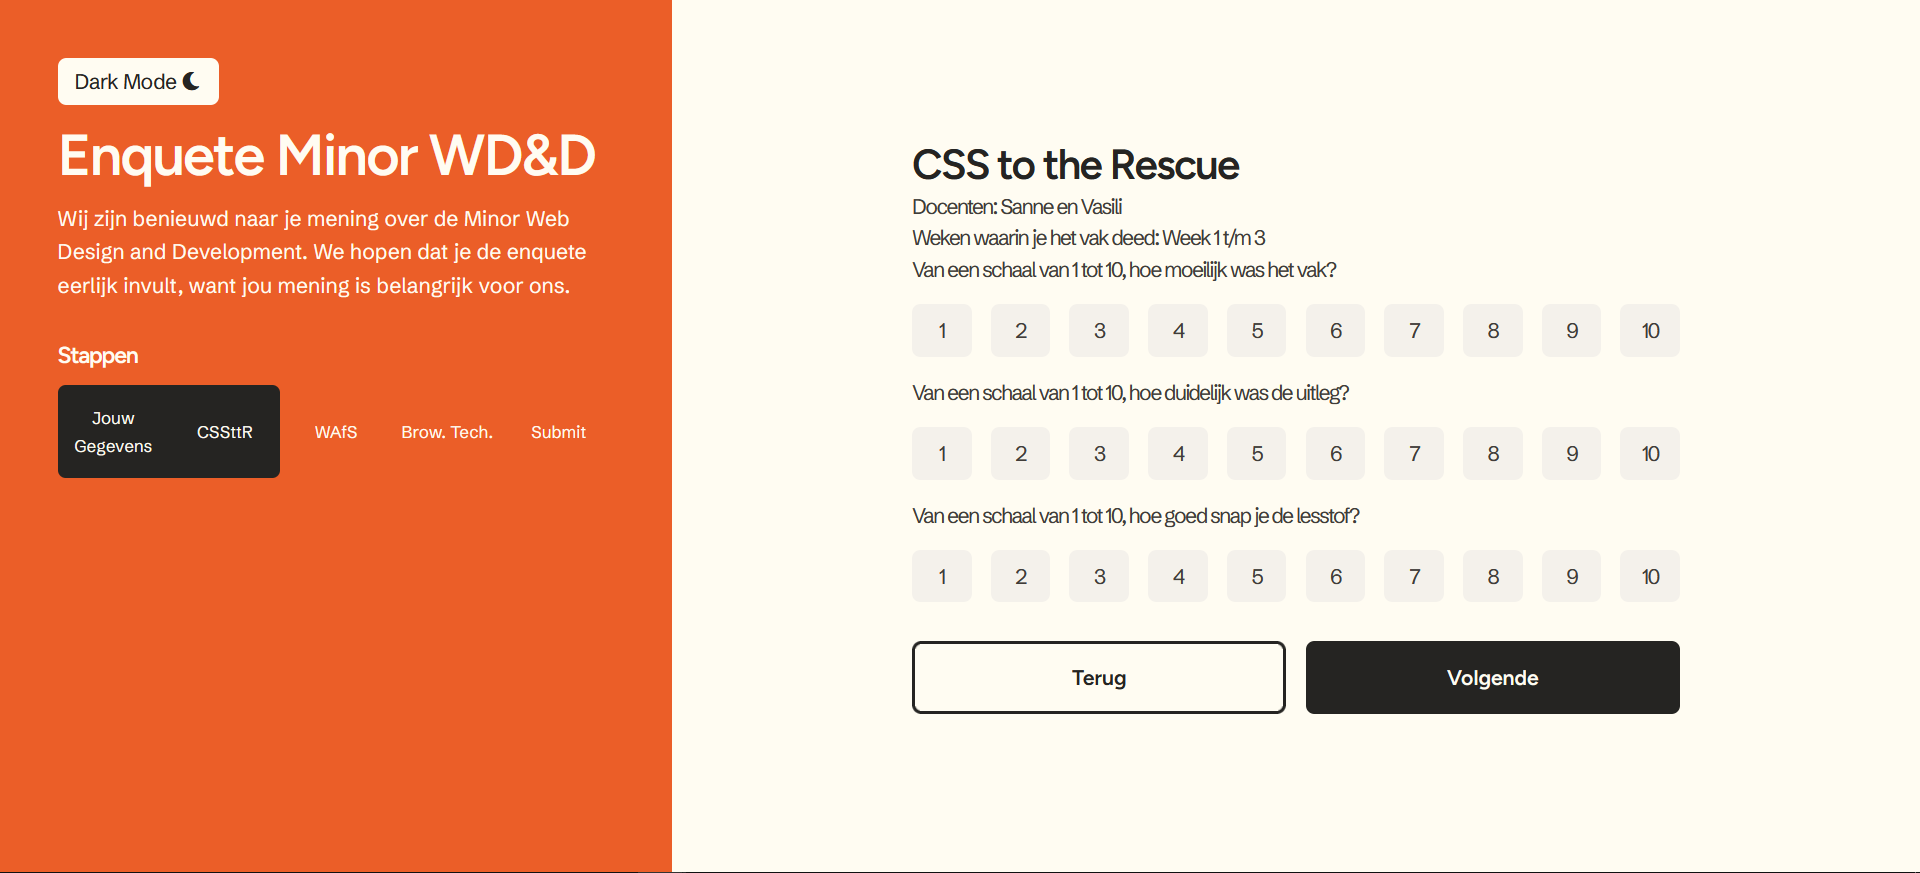 Dark Mode
Enquete Minor WD&D
Wij zijn benieuwd naar je mening over de Minor Web
Design and Development. We hopen dat je de enquete
eerlijk invult, want jou mening is belangrijk voor ons.
Stappen
Jouw
Gegevens
CSSttR
WAfS
Brow. Tech.
Submit
CSS to the Rescue
Docenten: Sanne en Vasili
Weken waarin je het vak deed: Week 1 t/m 3
Van een schaal van 1 tot 10, hoe moeilijk was het vak?
1 2 3 4 5 6 7 8 9 10
Van een schaal van 1 tot 10, hoe duidelijk was de uitleg?
1 2 3 4 5 6 7 8 9 10
Van een schaal van 1 tot 10, hoe goed snap je de lesstof?
1 2 3 4 5 6 7 8 9 10
Terug
Volgende